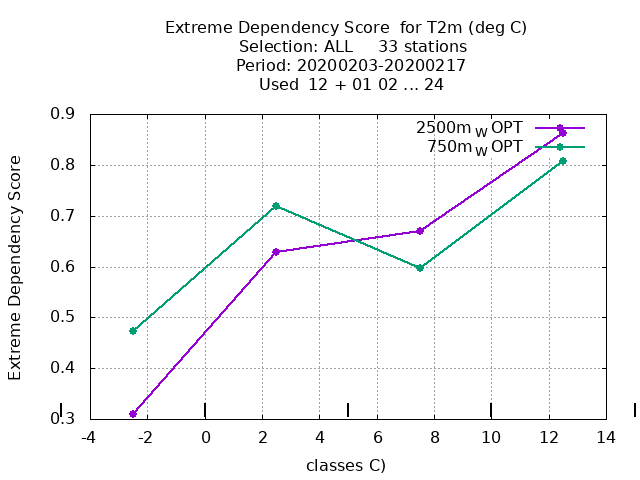 Extreme Dependency Score  for T2m (deg C)
Selection: ALL     33 stations
Period: 20200203-20200217
Used  12 + 01 02 ... 24
2500m W OPT
750m W OPT
Extreme Dependency Score
0.9
0.8
0.7
0.6
0.5
0.4
0.3
-4 -2 0 2 4 6 8 10 12 14
classes C)